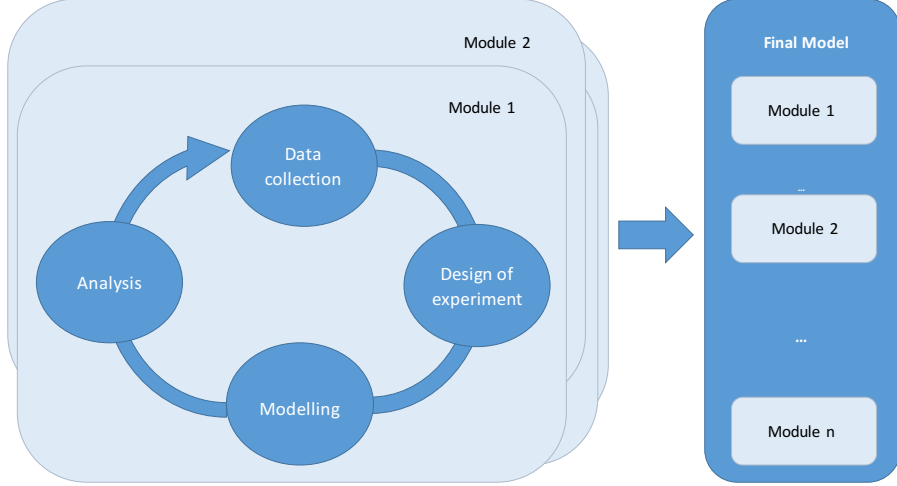 Module 2
Module 1
Data
collection
Design of
experiment
Modelling
Analysis
Final Model
Module 1
...
Module 2
...
Module n